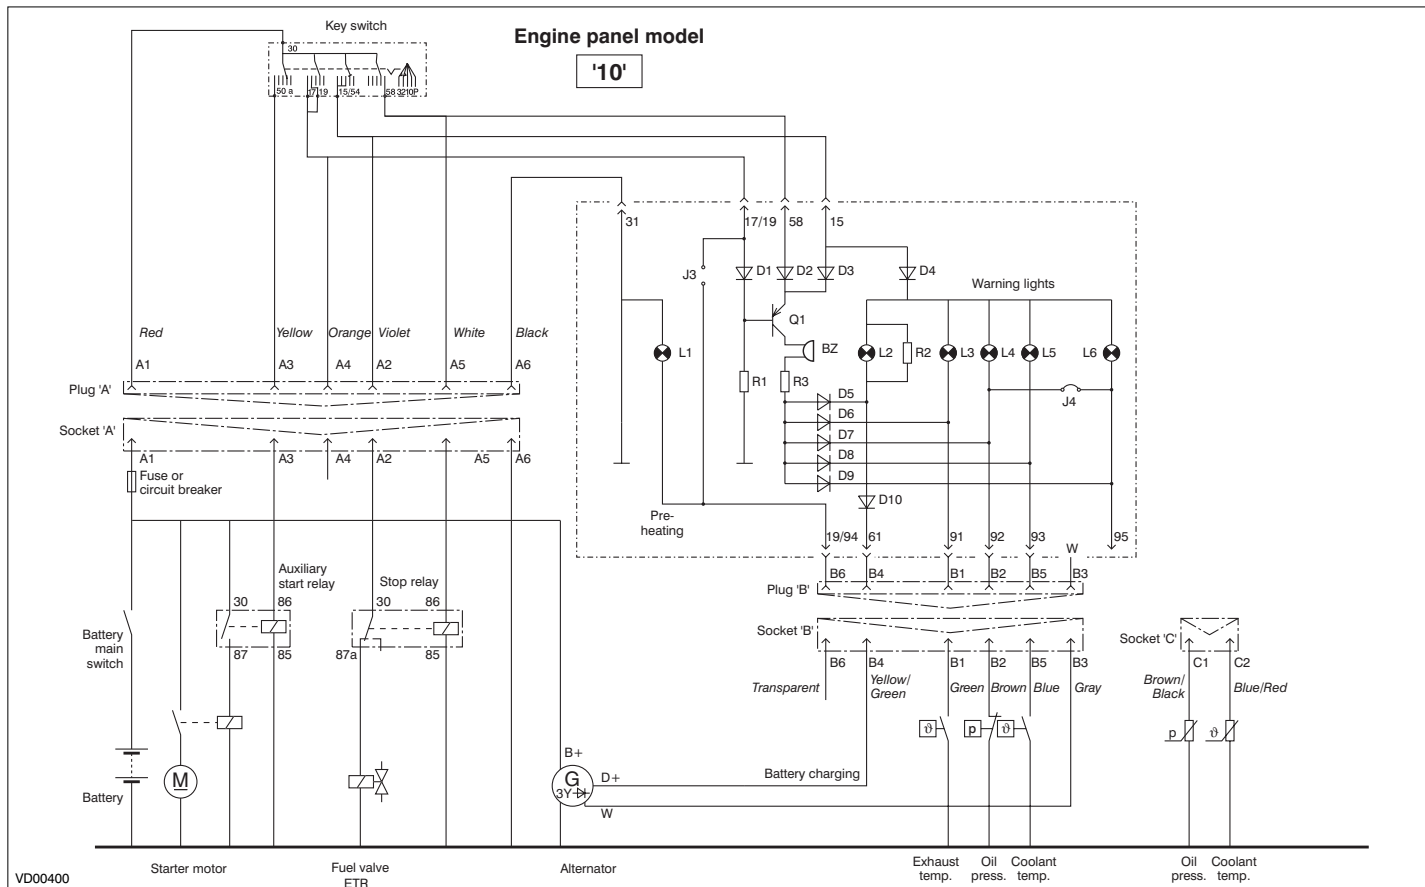 Key switch
Engine panel model
'10'
30
50 a
17/19
15/54
58
3210P
31
17/19
58
15
J3
D1
D2
D3
D4
Warning lights
Q1
BZ
L1
L2
R2
L3
L4
L5
L6
R1
R3
J4
D5
D6
D7
D8
D9
D10
Pre-
heating
19/94
61
91
92
93
W
95
Red
Yellow
Orange
Violet
White
Black
A1
A3
A4
A2
A5
A6
Plug 'A'
Socket 'A'
A1
A3
A4
A2
A5
A6
Fuse or
circuit breaker
Auxiliary
start relay
Stop relay
30
86
30
86
87
85
87a
85
Battery
main
switch
Battery
M
B+
G
3Y
D+
W
Battery charging
B6
B4
B1
B2
B5
B3
Plug 'B'
Socket 'B'
B6
B4
B1
B2
B5
B3
Transparent
Yellow/
Green
Green
Brown
Blue
Gray
ϑ
p
ϑ
Socket 'C'
C1
C2
Brown/
Black
Blue/Red
p
ϑ
Starter motor
Fuel valve
ETR
Alternator
Exhaust
temp.
Oil
press.
Coolant
temp.
Oil
press.
Coolant
temp.
VD00400